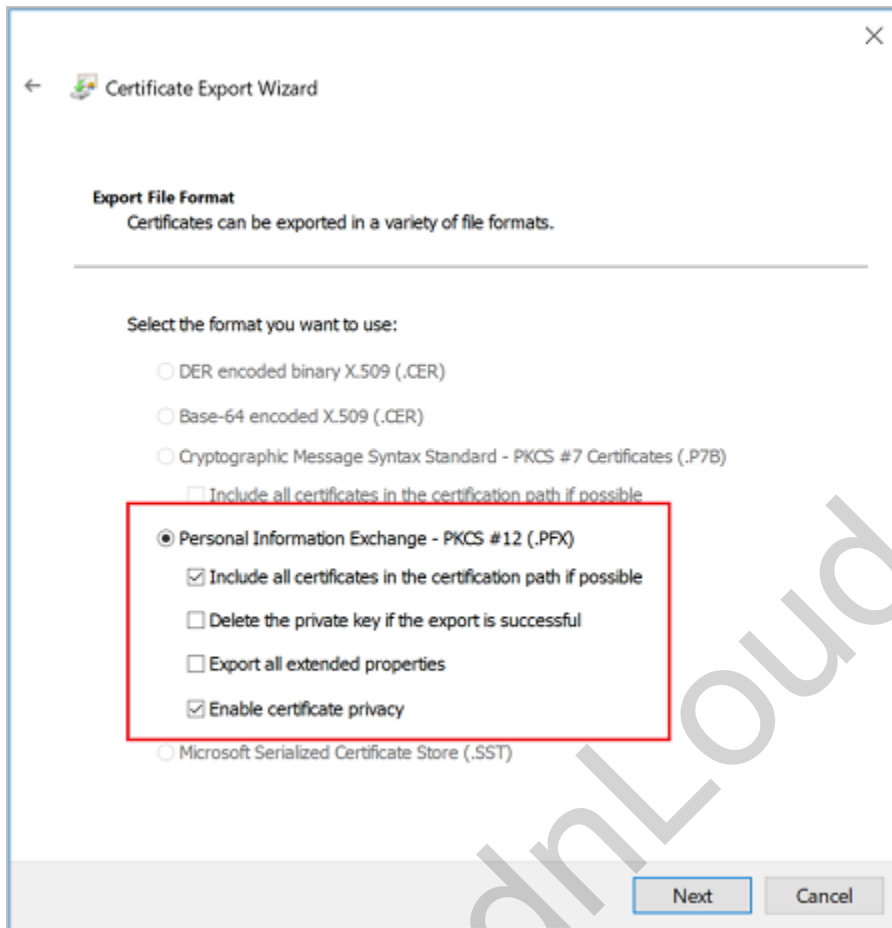 Certificate Export Wizard
Export File Format
Certificates can be exported in a variety of file formats.
Select the format you want to use:
DER encoded binary X.509 (.CER)
Base-64 encoded X.509 (.CER)
Cryptographic Message Syntax Standard - PKCS #7 Certificates (.P7B)
Include all certificates in the certification path if possible
Personal Information Exchange - PKCS #12 (.PFX)
Include all certificates in the certification path if possible
Delete the private key if the export is successful
Export all extended properties
Enable certificate privacy
Microsoft Serialized Certificate Store (.SST)
Next Cancel